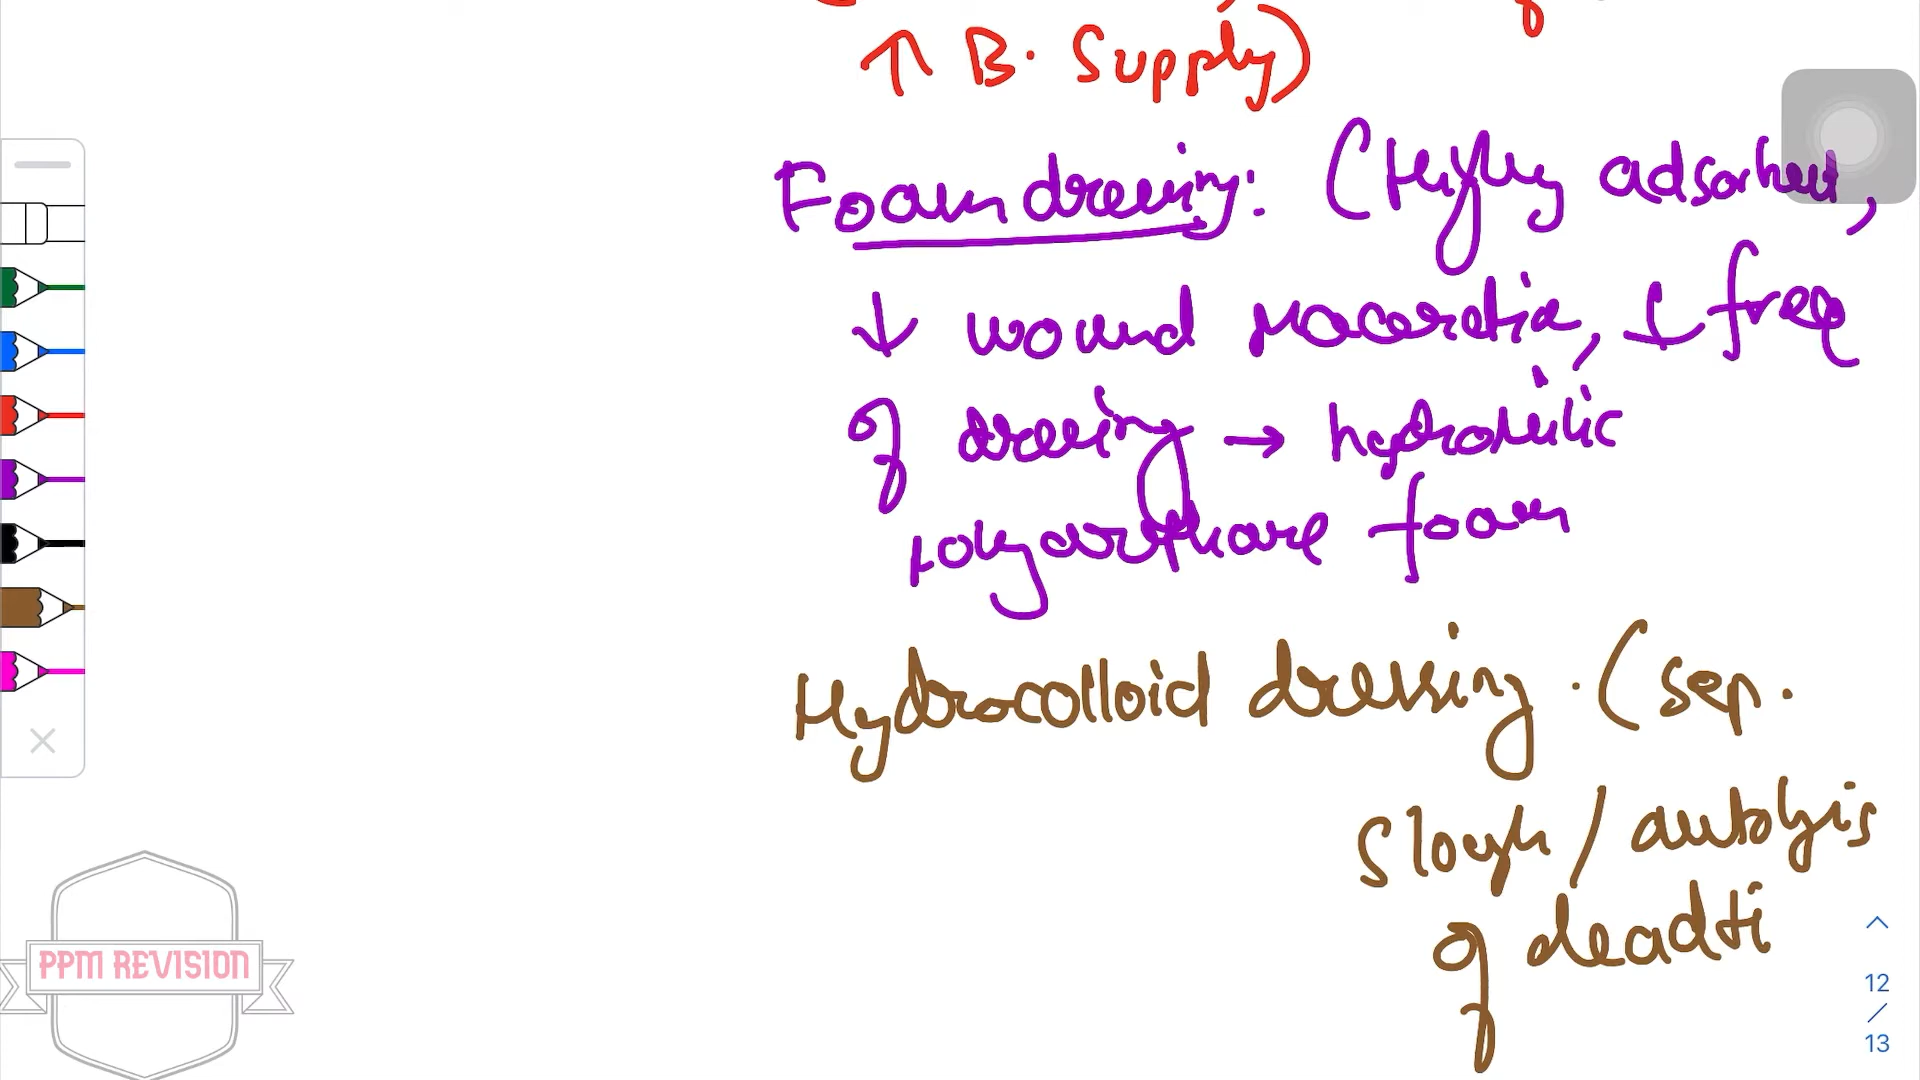 ↑ B. Supply)
Foam dressing: (Highly adsorbent,
↓ wound maceration, ↓ freq
of dressing → hydrophilic
polyurethane foam
Hydrocolloid dressing. (sep.
slough / autolysis
of dead ti
PPM REVISION
12
/
13